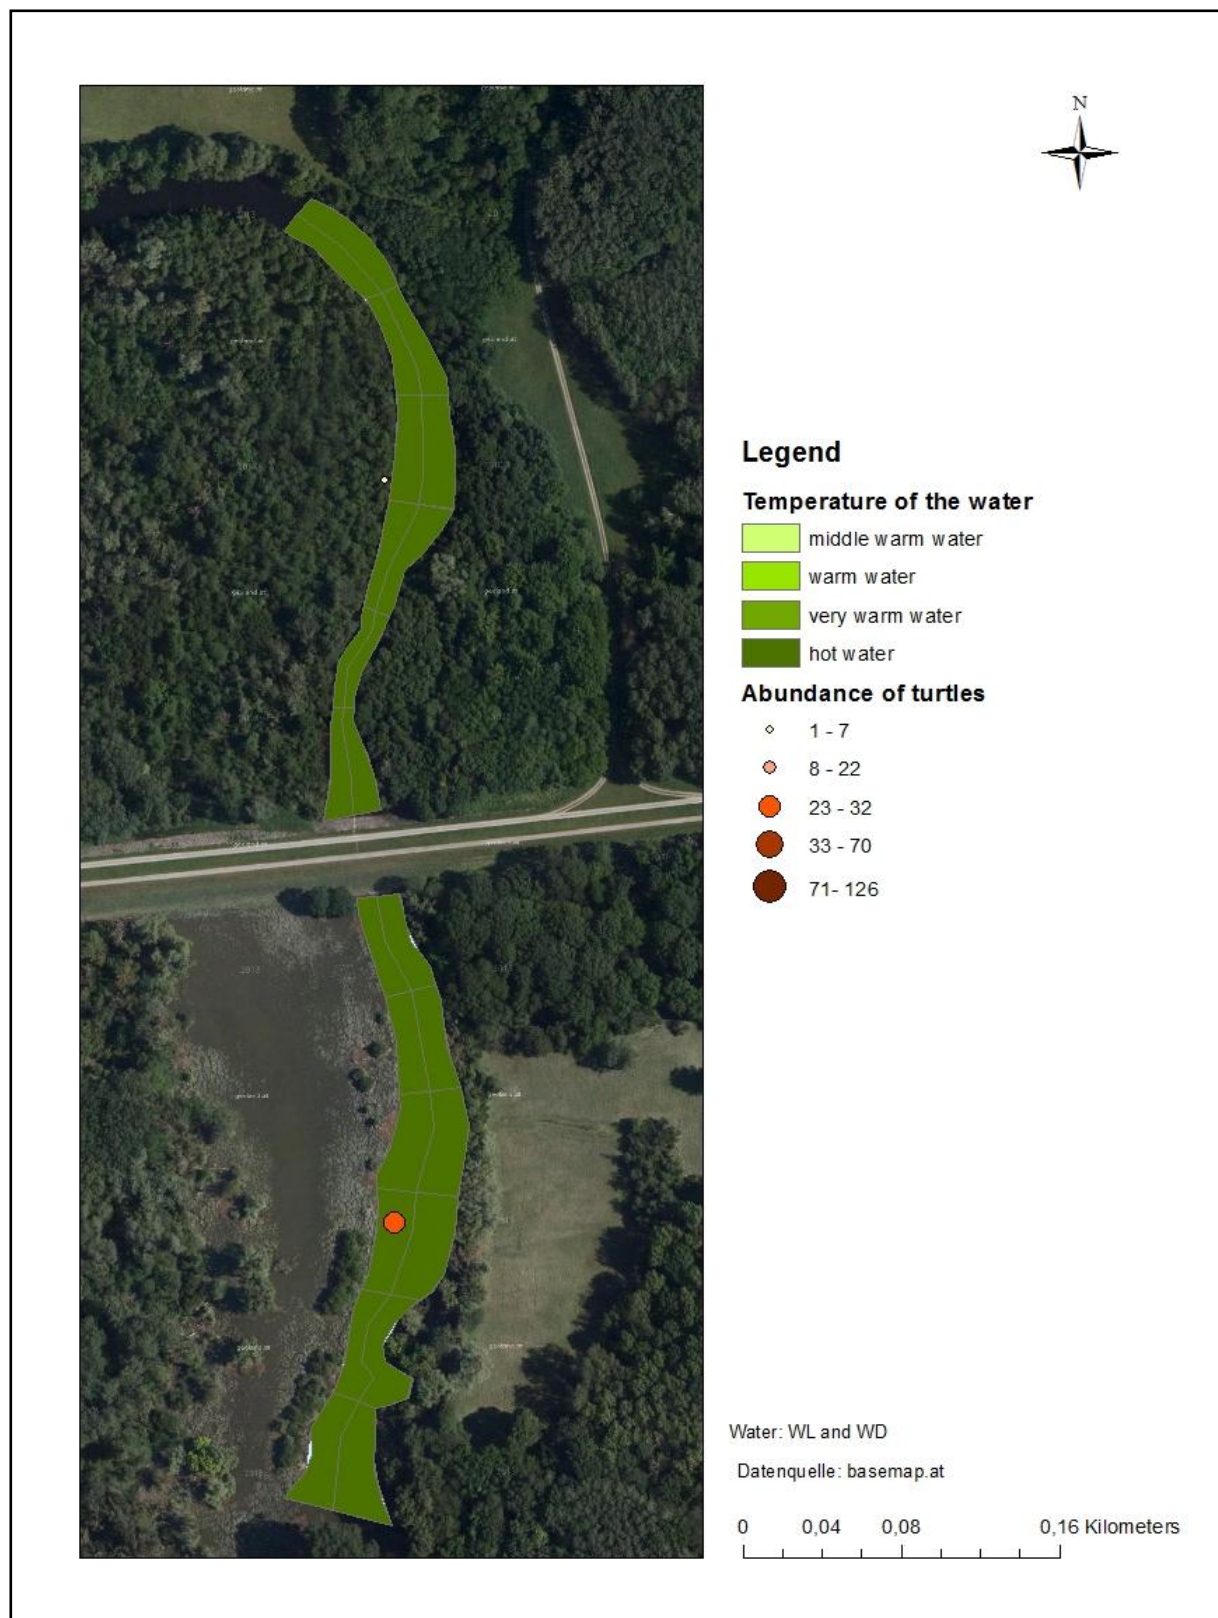 N
Legend
Temperature of the water
middle warm water
warm water
very warm water
hot water
Abundance of turtles
1 - 7
8 - 22
23 - 32
33 - 70
71- 126
Water: WL and WD
Datenquelle: basemap.at
0 0,04 0,08 0,16 Kilometers